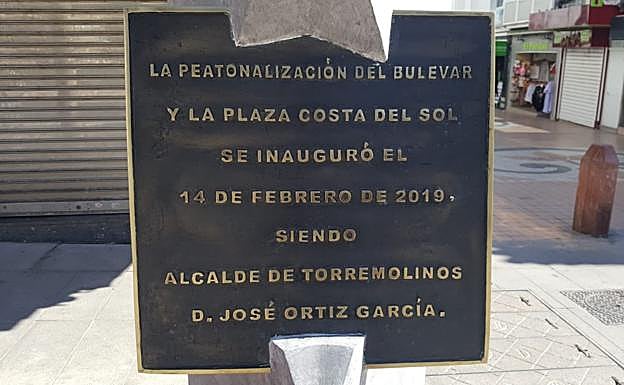 LA PEATONALIZACIÓN DEL BULEVAR
Y LA PLAZA COSTA DEL SOL
SE INAUGURÓ EL
14 DE FEBRERO DE 2019,
SIENDO
ALCALDE DE TORREMOLINOS
D. JOSÉ ORTIZ GARCÍA.